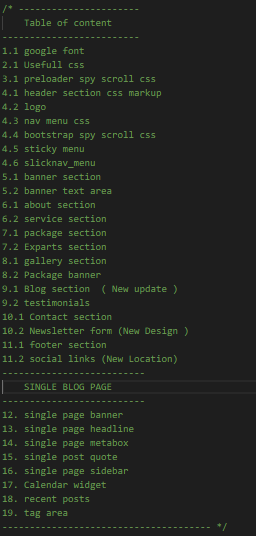 /* ------------------------
    Table of content
---------------------------
1.1 google font
2.1 Usefull css
3.1 preloader spy scroll css
4.1 header section css markup
4.2 logo
4.3 nav menu css
4.4 bootstrap spy scroll css
4.5 sticky menu
4.6 slicknav_menu
5.1 banner section
5.2 banner text area
6.1 about section
6.2 service section
7.1 package section
7.2 Exparts section
8.1 gallery section
8.2 Package banner
9.1 Blog section  ( New update )
9.2 testimonials
10.1 Contact section
10.2 Newsletter form (New Design )
11.1 footer section
11.2 social links (New Location)
----------------------------
    SINGLE BLOG PAGE
----------------------------
12. single page banner
13. single page headline
14. single page metabox
15. single post quote
16. single page sidebar
17. Calendar widget
18. recent posts
19. tag area
----------------------------------------- */